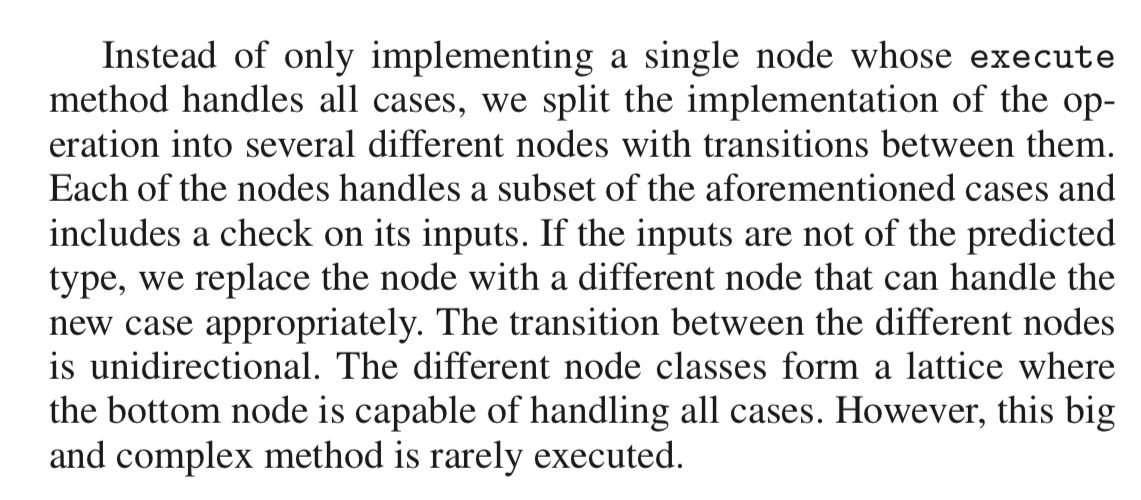 Instead of only implementing a single node whose execute
method handles all cases, we split the implementation of the op-
eration into several different nodes with transitions between them.
Each of the nodes handles a subset of the aforementioned cases and
includes a check on its inputs. If the inputs are not of the predicted
type, we replace the node with a different node that can handle the
new case appropriately. The transition between the different nodes
is unidirectional. The different node classes form a lattice where
the bottom node is capable of handling all cases. However, this big
and complex method is rarely executed.